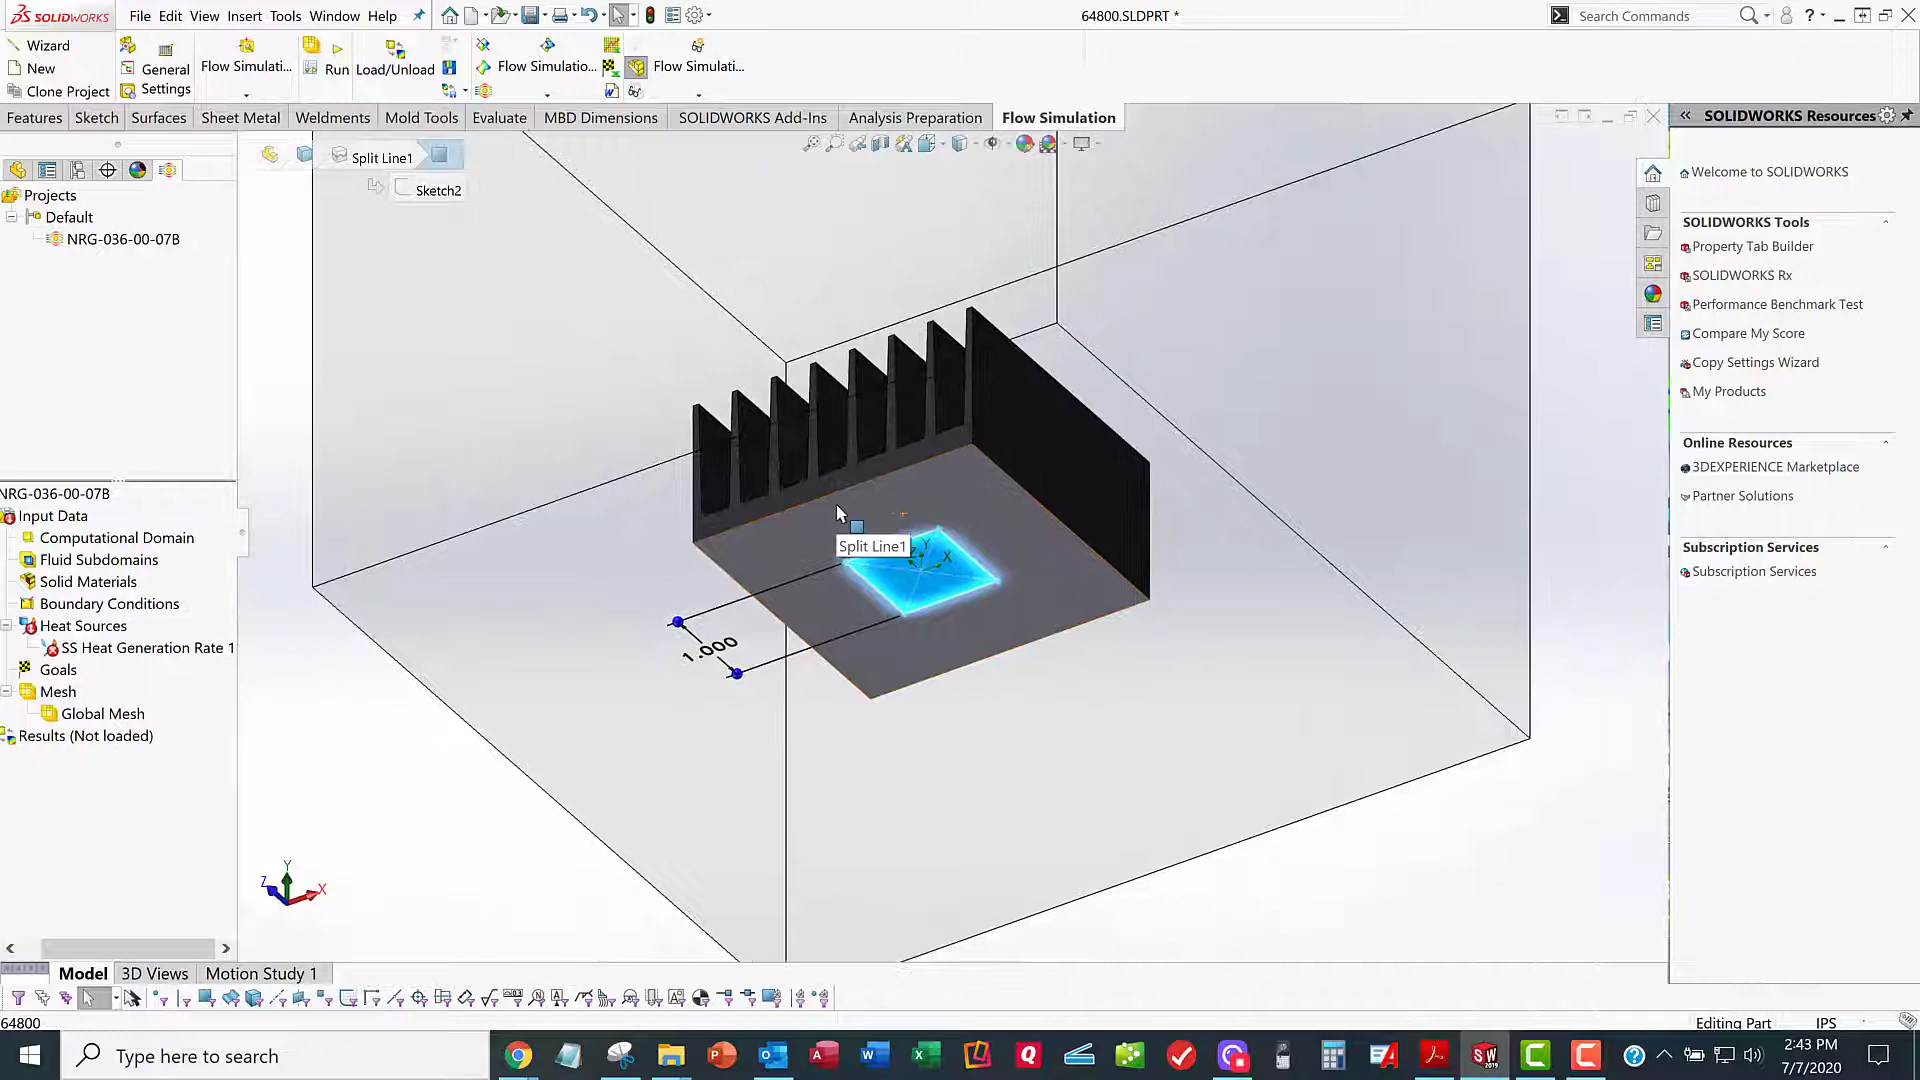 SOLIDWORKS File Edit View Insert Tools Window Help 64800.SLDPRT * Search Commands ?
Wizard
New
Clone Project
General Settings
Flow Simulati...
Run
Load/Unload
Flow Simulatio...
Flow Simulati...
Features Sketch Surfaces Sheet Metal Weldments Mold Tools Evaluate MBD Dimensions SOLIDWORKS Add-Ins Analysis Preparation Flow Simulation
Split Line1
Sketch2
Projects
Default
NRG-036-00-07B
NRG-036-00-07B
Input Data
Computational Domain
Fluid Subdomains
Solid Materials
Boundary Conditions
Heat Sources
SS Heat Generation Rate 1
Goals
Mesh
Global Mesh
Results (Not loaded)
Split Line1
Y
Z X
1.000
Y
Z X
SOLIDWORKS Resources
Welcome to SOLIDWORKS
SOLIDWORKS Tools
Property Tab Builder
SOLIDWORKS Rx
Performance Benchmark Test
Compare My Score
Copy Settings Wizard
My Products
Online Resources
3DEXPERIENCE Marketplace
Partner Solutions
Subscription Services
Subscription Services
Model 3D Views Motion Study 1
64800 Editing Part IPS
Type here to search
2:43 PM
7/7/2020